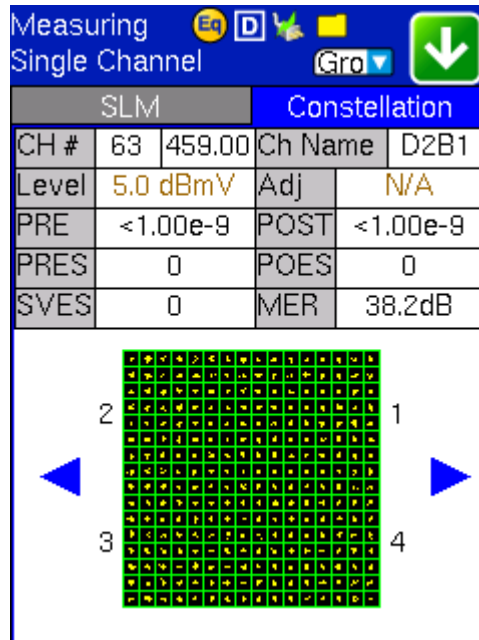 Measuring Eq D
Single Channel Gro
SLM Constellation
CH # 63 459.00 Ch Name D2B1
Level 5.0 dBmV Adj N/A
PRE <1.00e-9 POST <1.00e-9
PRES 0 POES 0
SVES 0 MER 38.2dB
2 1
3 4